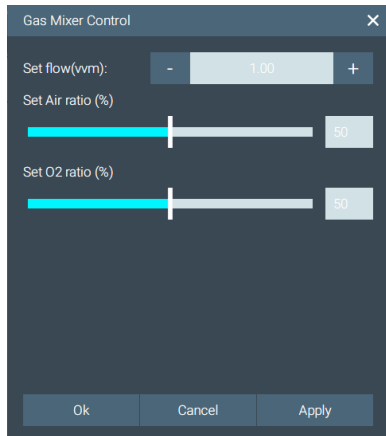 Gas Mixer Control
Set flow(vvm): - 1.00 +
Set Air ratio (%)
50
Set O2 ratio (%)
50
Ok Cancel Apply